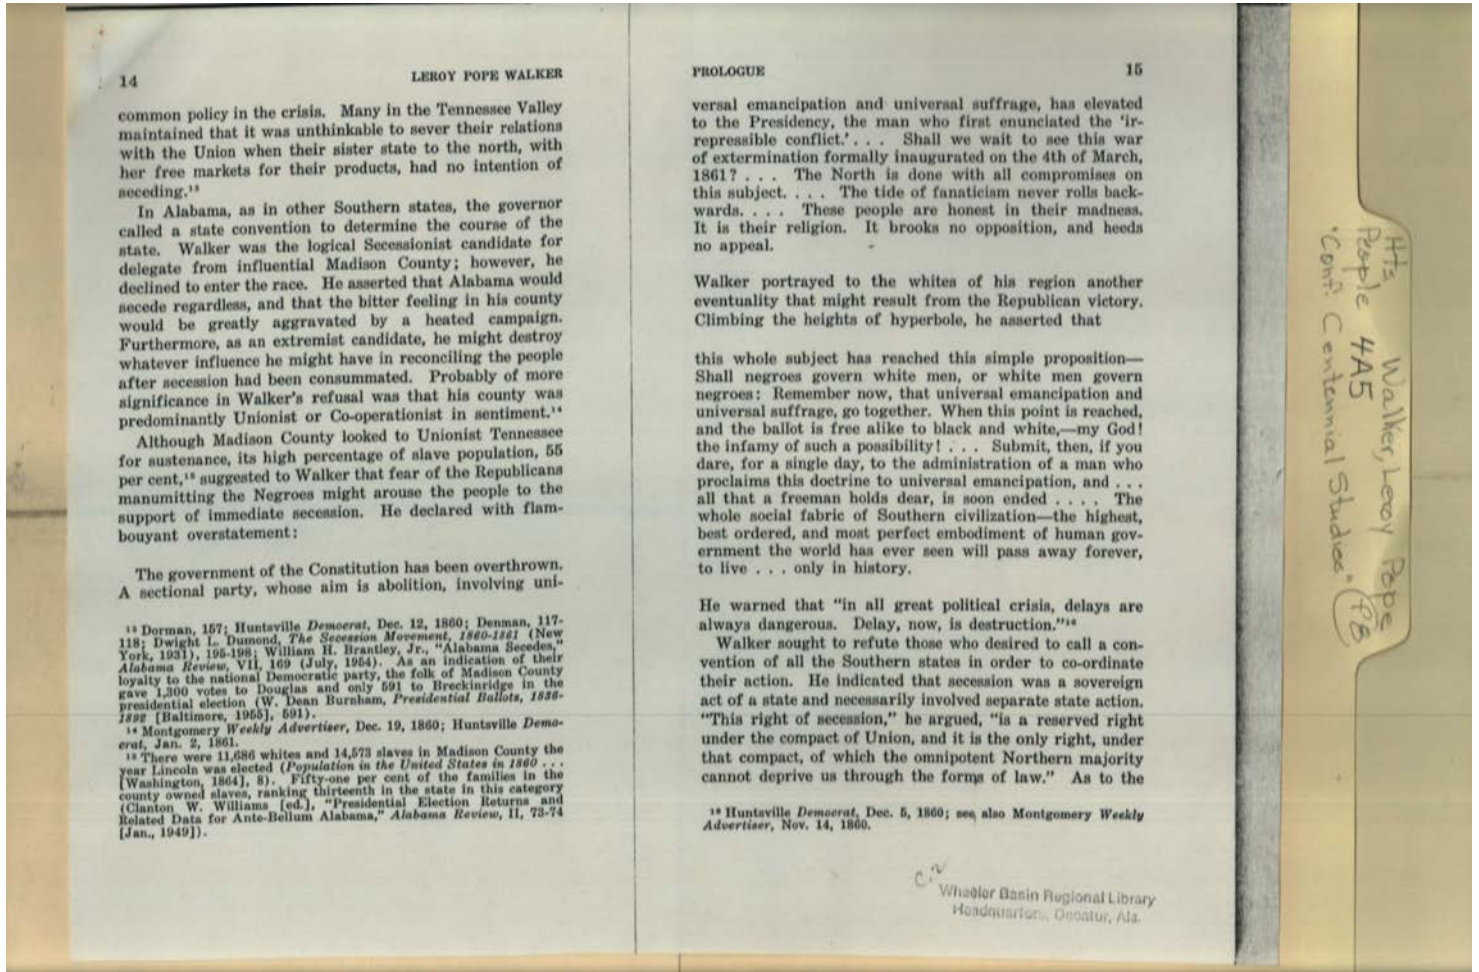 14 LEROY POPE WALKER
common policy in the crisis. Many in the Tennessee Valley
maintained that it was unthinkable to sever their relations
with the Union when their sister state to the north, with
her free markets for their products, had no intention of
seceding.¹³
In Alabama, as in other Southern states, the governor
called a state convention to determine the course of the
state. Walker was the logical Secessionist candidate for
delegate from influential Madison County; however, he
declined to enter the race. He asserted that Alabama would
secede regardless, and that the bitter feeling in his county
would be greatly aggravated by a heated campaign.
Furthermore, as an extremist candidate, he might destroy
whatever influence he might have in reconciling the people
after secession had been consummated. Probably of more
significance in Walker's refusal was that his county was
predominantly Unionist or Co-operationist in sentiment.¹⁴
Although Madison County looked to Unionist Tennessee
for sustenance, its high percentage of slave population, 55
per cent,¹⁵ suggested to Walker that fear of the Republicans
manumitting the Negroes might arouse the people to the
support of immediate secession. He declared with flam-
bouyant overstatement:
The government of the Constitution has been overthrown.
A sectional party, whose aim is abolition, involving uni-
¹³ Dorman, 157; Huntsville Democrat, Dec. 12, 1860; Denman, 117-
118; Dwight L. Dumond, The Secession Movement, 1860-1861 (New
York, 1931), 195-198; William H. Brantley, Jr., "Alabama Secedes,"
Alabama Review, VII, 169 (July, 1954). As an indication of their
loyalty to the national Democratic party, the folk of Madison County
gave 1,300 votes to Douglas and only 591 to Breckinridge in the
presidential election (W. Dean Burnham, Presidential Ballots, 1836-
1892 [Baltimore, 1955], 591).
¹⁴ Montgomery Weekly Advertiser, Dec. 19, 1860; Huntsville Demo-
crat, Jan. 2, 1861.
¹⁵ There were 11,686 whites and 14,573 slaves in Madison County the
year Lincoln was elected (Population in the United States in 1860 . . .
[Washington, 1864], 8). Fifty-one per cent of the families in the
county owned slaves, ranking thirteenth in the state in this category
(Clanton W. Williams [ed.], "Presidential Election Returns and
Related Data for Ante-Bellum Alabama," Alabama Review, II, 73-74
[Jan., 1949]).
PROLOGUE 15
versal emancipation and universal suffrage, has elevated
to the Presidency, the man who first enunciated the 'ir-
repressible conflict.' . . . Shall we wait to see this war
of extermination formally inaugurated on the 4th of March,
1861? . . . The North is done with all compromises on
this subject. . . . The tide of fanaticism never rolls back-
wards. . . . These people are honest in their madness.
It is their religion. It brooks no opposition, and heeds
no appeal.
Walker portrayed to the whites of his region another
eventuality that might result from the Republican victory.
Climbing the heights of hyperbole, he asserted that
this whole subject has reached this simple proposition—
Shall negroes govern white men, or white men govern
negroes: Remember now, that universal emancipation and
universal suffrage, go together. When this point is reached,
and the ballot is free alike to black and white,—my God!
the infamy of such a possibility! . . . Submit, then, if you
dare, for a single day, to the administration of a man who
proclaims this doctrine to universal emancipation, and . . .
all that a freeman holds dear, is soon ended . . . . The
whole social fabric of Southern civilization—the highest,
best ordered, and most perfect embodiment of human gov-
ernment the world has ever seen will pass away forever,
to live . . . only in history.
He warned that "in all great political crisis, delays are
always dangerous. Delay, now, is destruction."¹⁶
Walker sought to refute those who desired to call a con-
vention of all the Southern states in order to co-ordinate
their action. He indicated that secession was a sovereign
act of a state and necessarily involved separate state action.
"This right of secession," he argued, "is a reserved right
under the compact of Union, and it is the only right, under
that compact, of which the omnipotent Northern majority
cannot deprive us through the forms of law." As to the
¹⁶ Huntsville Democrat, Dec. 5, 1860; see also Montgomery Weekly
Advertiser, Nov. 14, 1860.
c.2
Wheeler Basin Regional Library
Headquarters, Decatur, Ala.
Hts Walker, Leroy Pope
People 4A5 P8
"Conf. Centennial Studies"